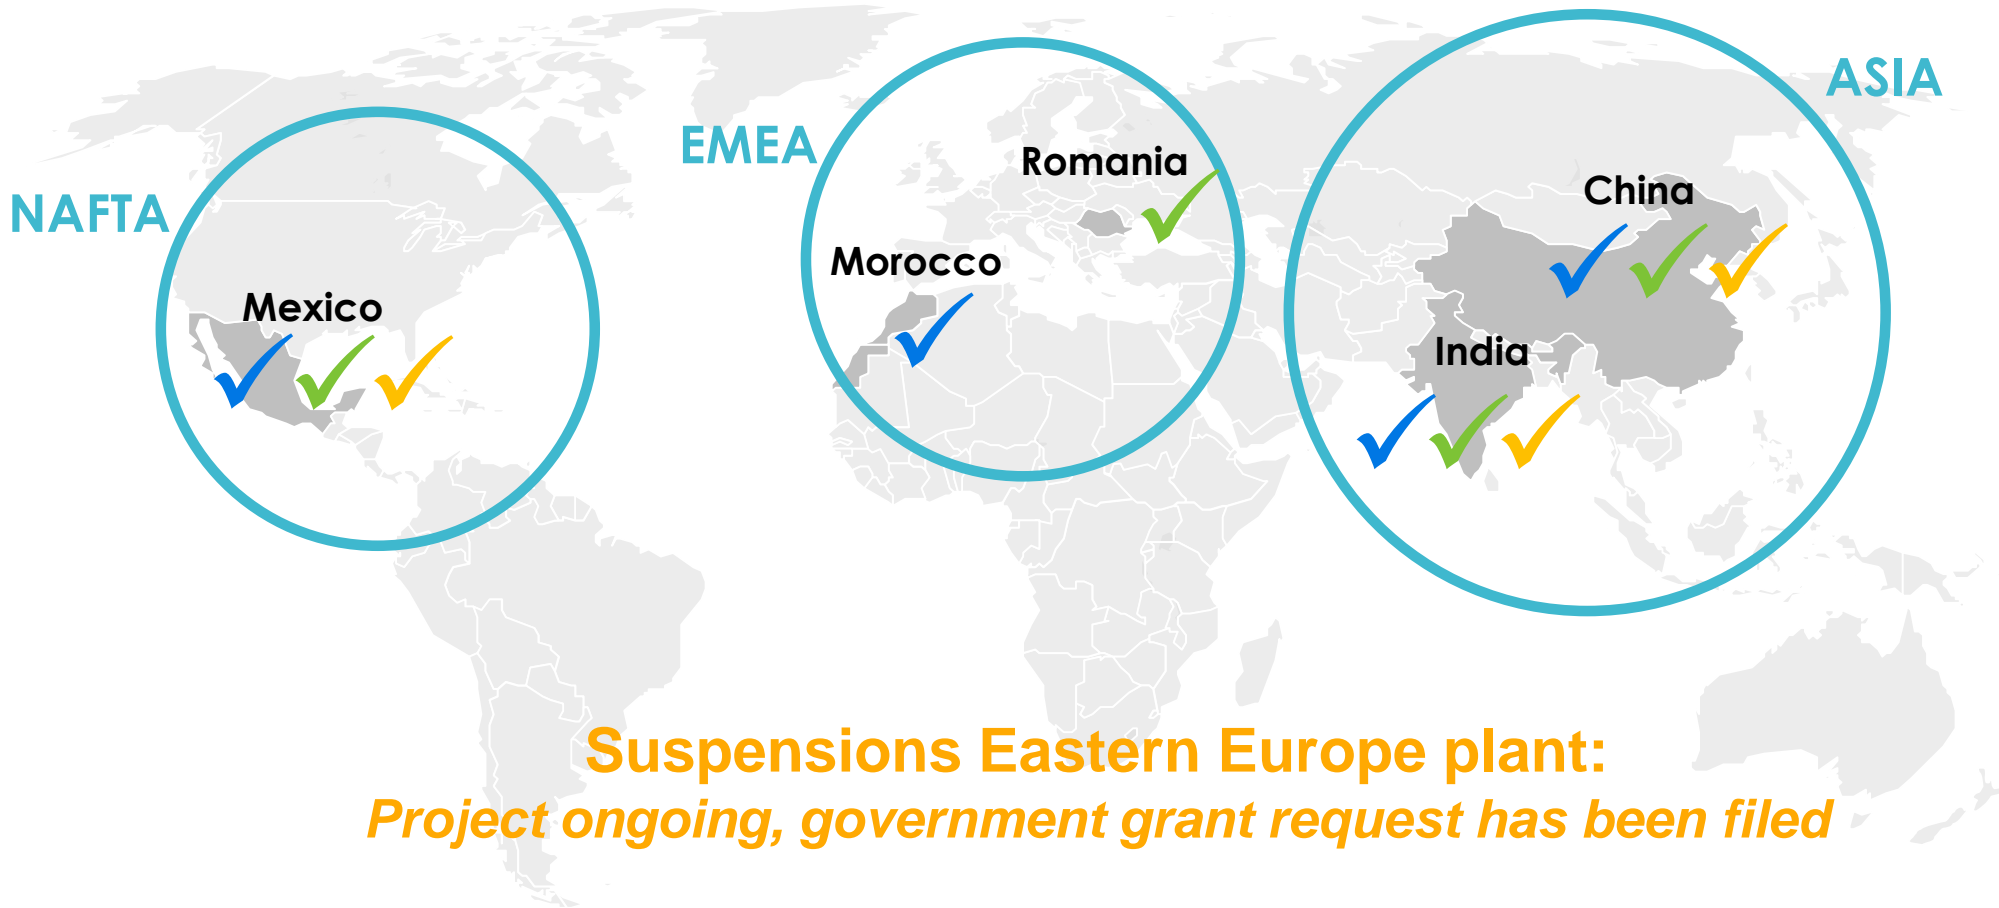 ASIA
EMEA
Romania
China
NAFTA
Morocco
Mexico
India
Suspensions Eastern Europe plant:
Project ongoing, government grant request has been filed